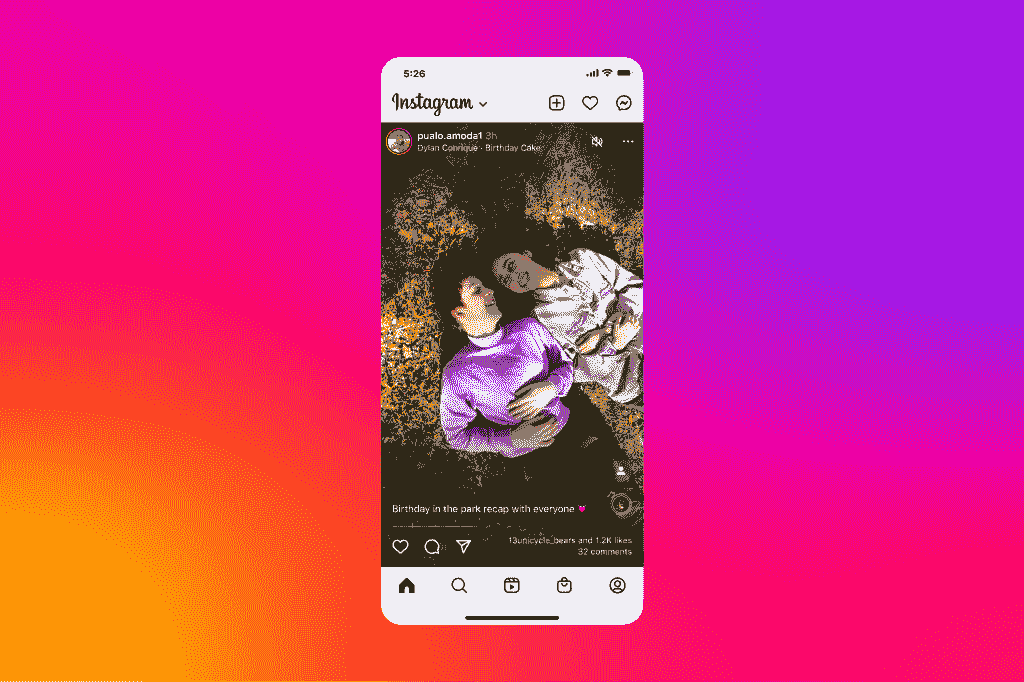 5:26
Instagram
pualo.amoda1 3h
Dylan Conrique · Birthday Cake
Birthday in the park recap with everyone 💗
13unicycle_bears and 1.2K likes
32 comments